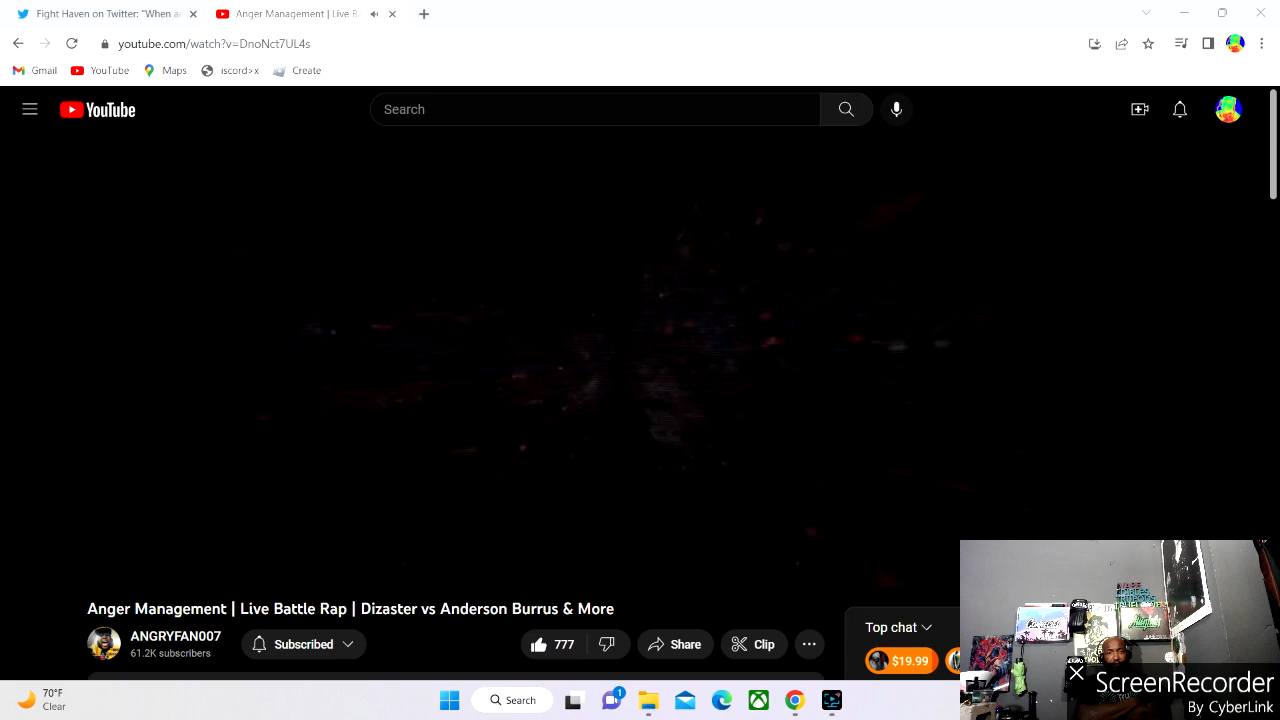 Fight Haven on Twitter: "When a
Anger Management | Live B
youtube.com/watch?v=DnoNct7UL4s
Gmail
YouTube
Maps
ıscord>x
Create
YouTube
Search
Anger Management | Live Battle Rap | Dizaster vs Anderson Burrus & More
ANGRYFAN007
61.2K subscribers
Subscribed
777
Share
Clip
Top chat
$19.99
ScreenRecorder
By CyberLink
70°F
Clear
Search
1